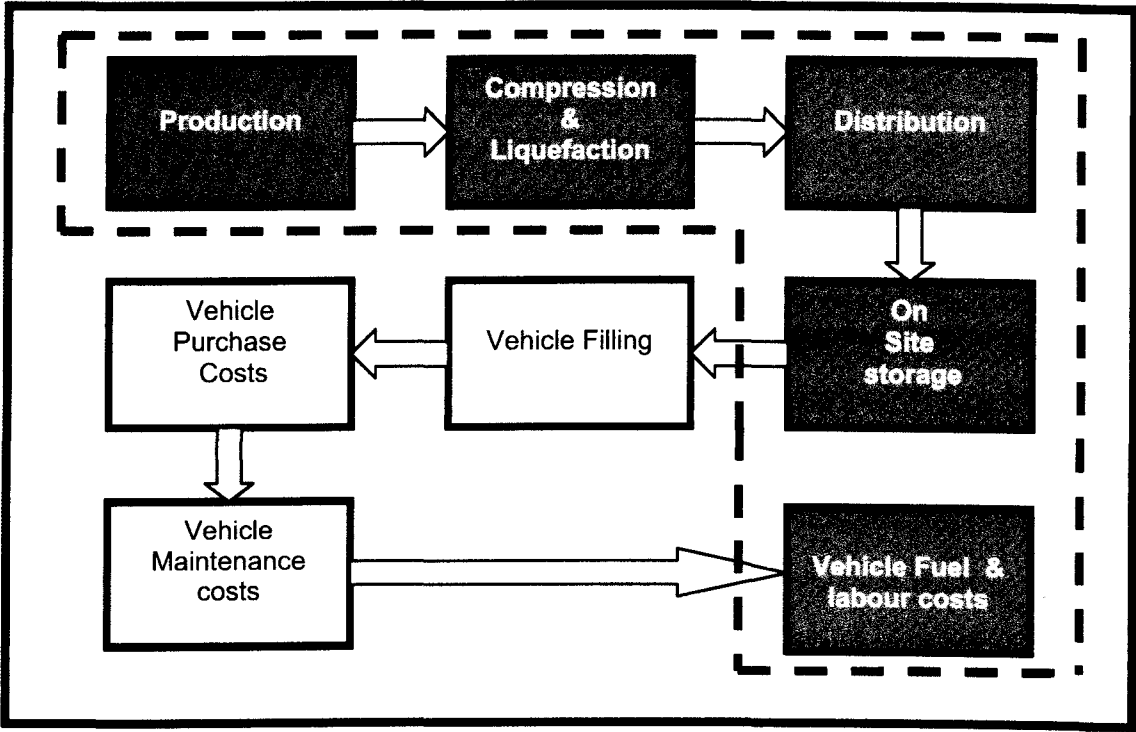 Production
Compression
&
Liquefaction
Distribution
Vehicle
Purchase
Costs
Vehicle Filling
On
Site
storage
Vehicle
Maintenance
costs
Vehicle Fuel &
labour costs